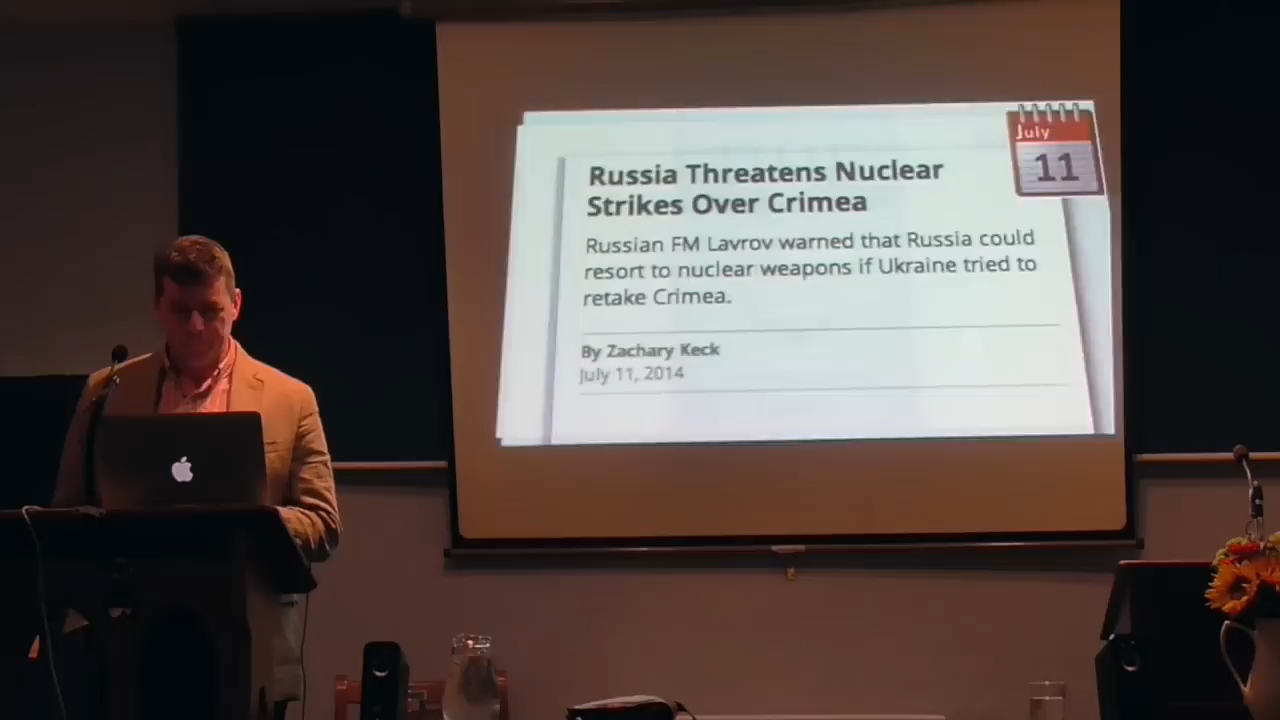 July
11
Russia Threatens Nuclear
Strikes Over Crimea
Russian FM Lavrov warned that Russia could
resort to nuclear weapons if Ukraine tried to
retake Crimea.
By Zachary Keck
July 11, 2014